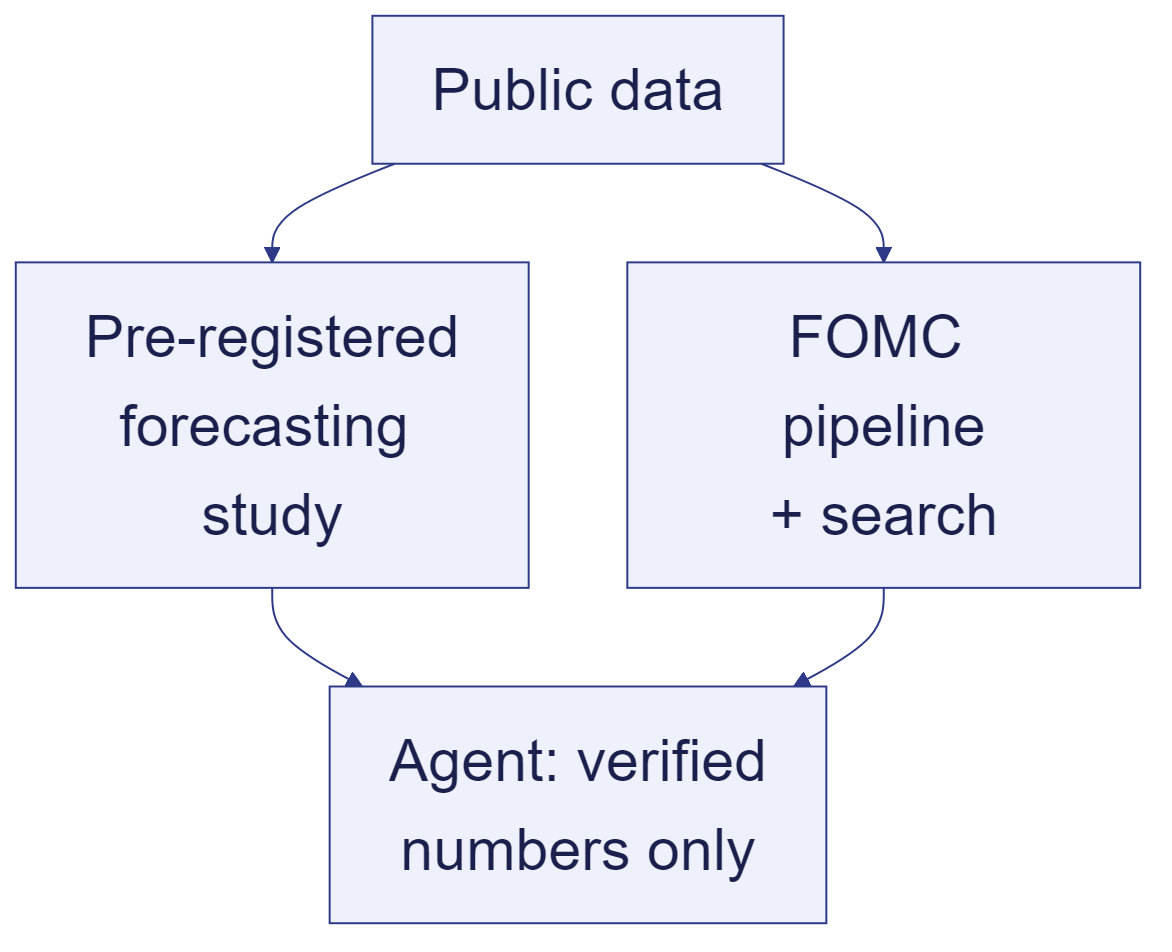 Public data
Pre-registered
forecasting
study
FOMC
pipeline
+ search
Agent: verified
numbers only